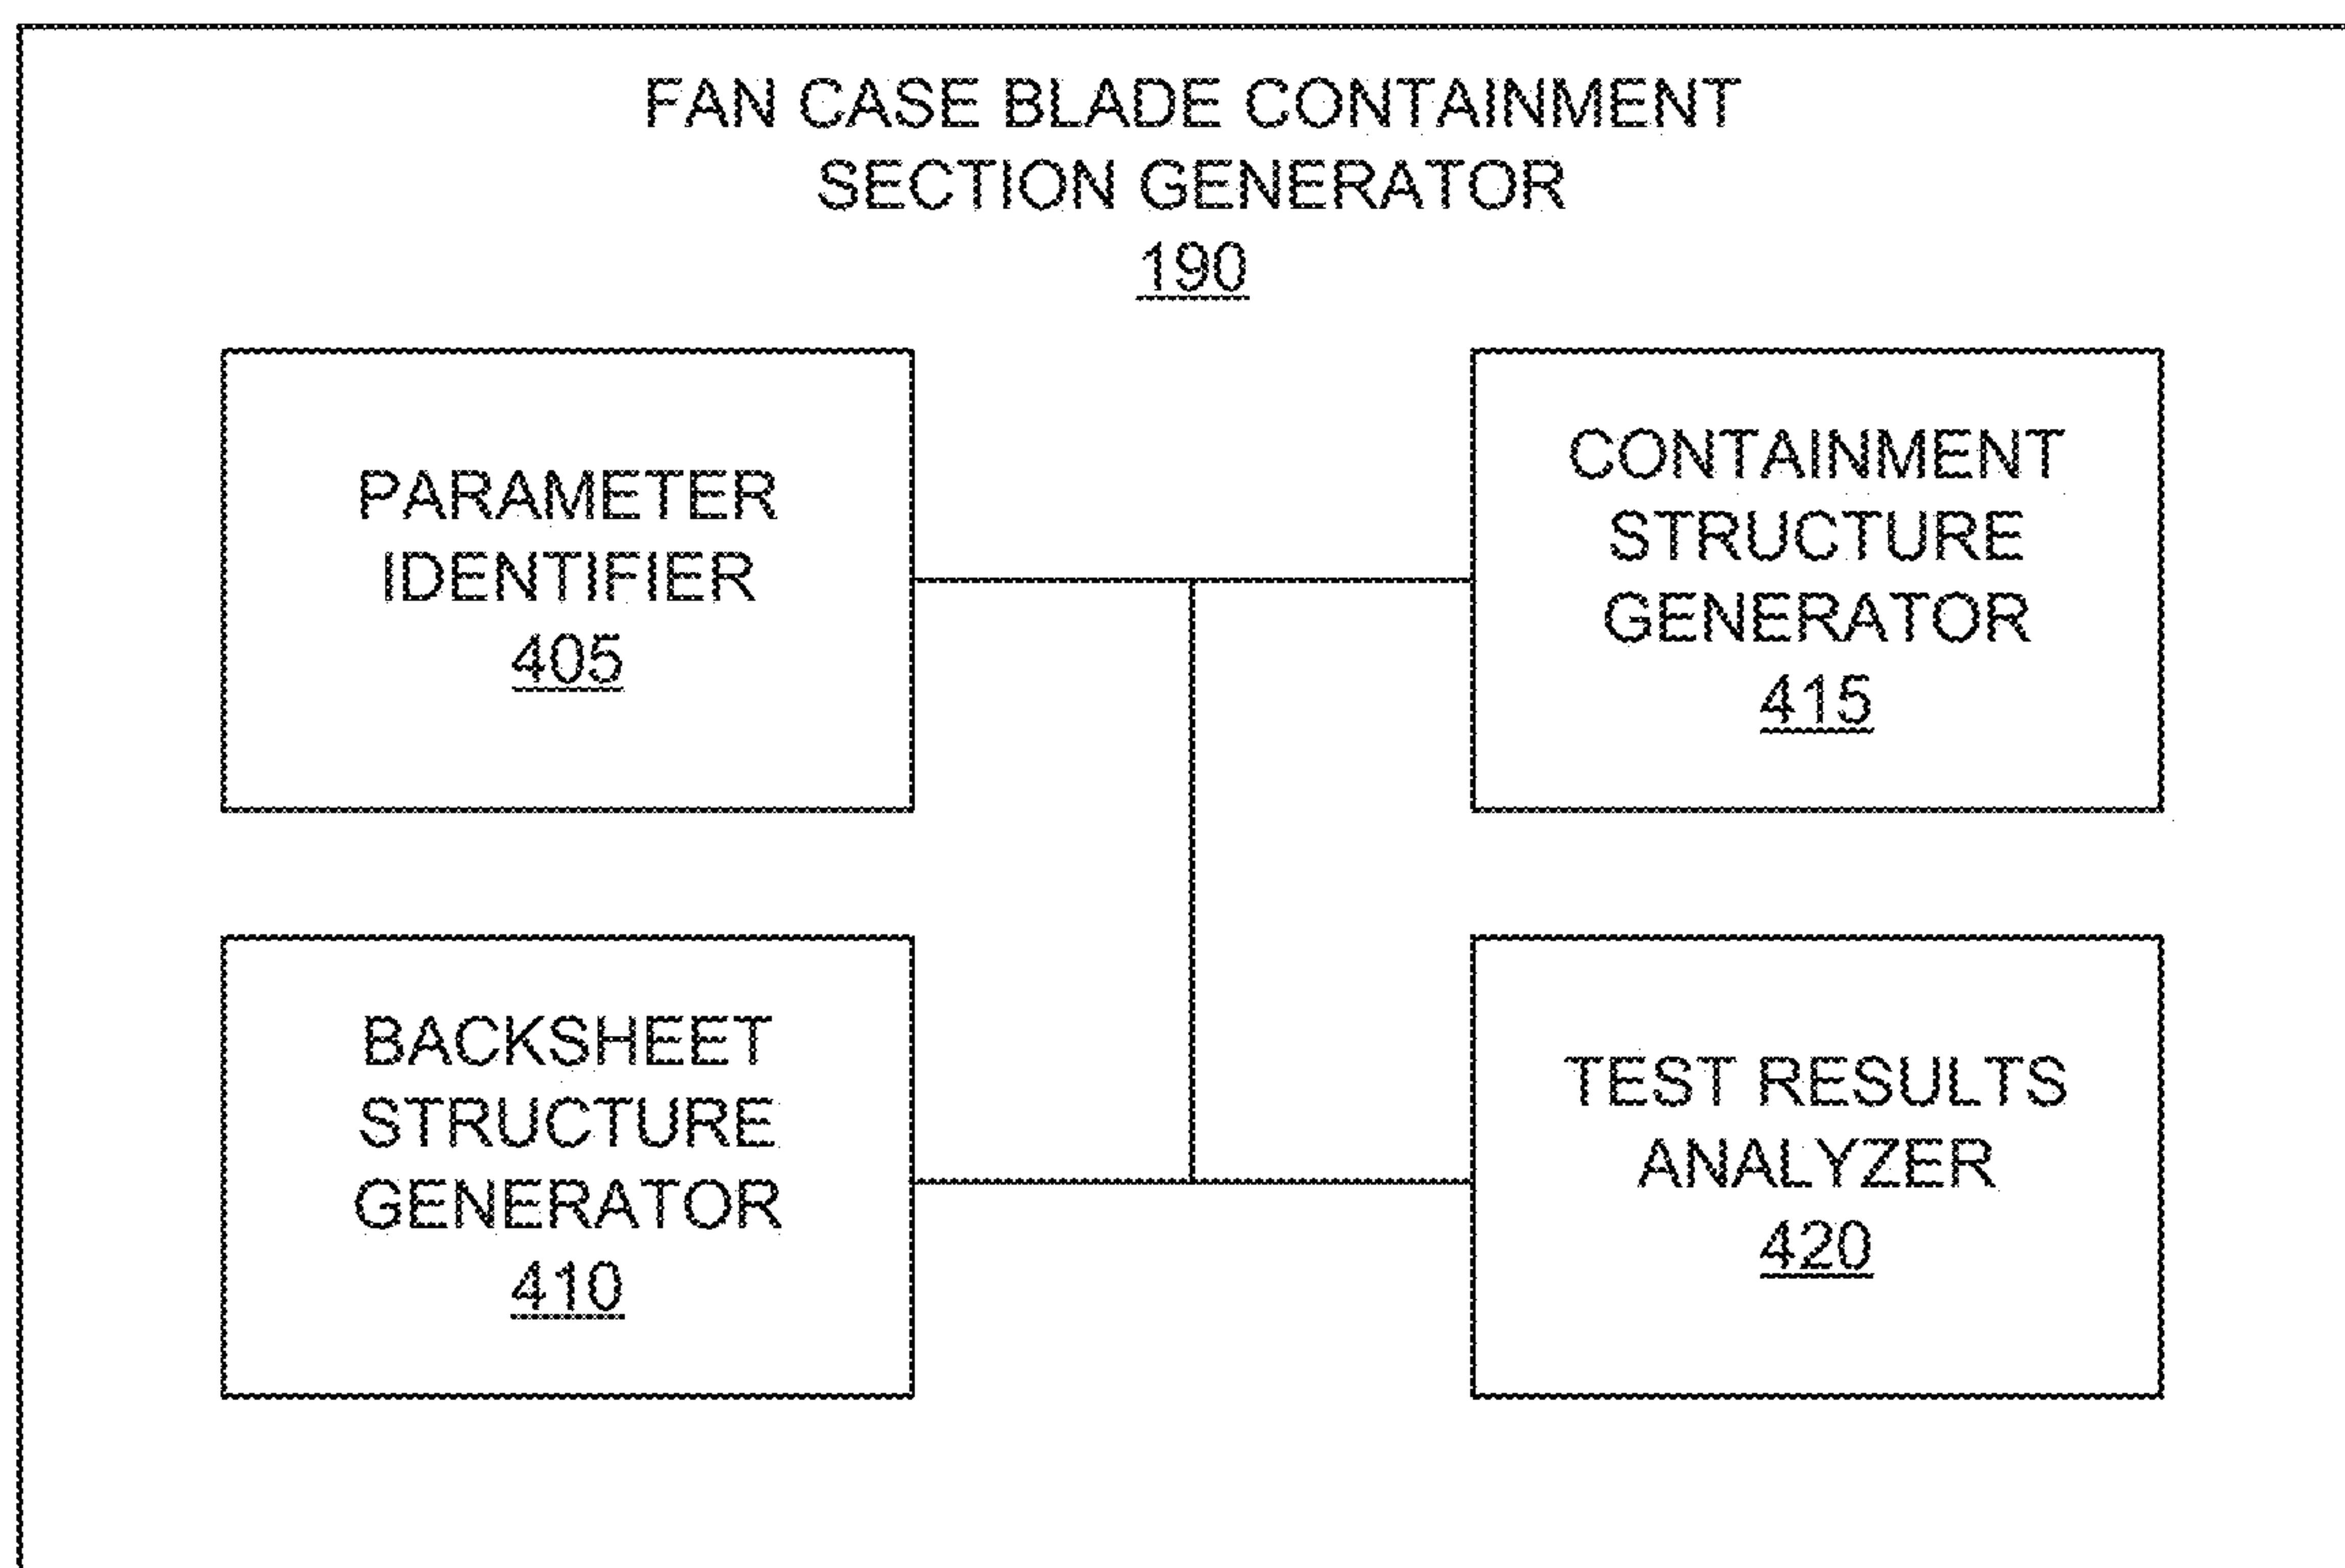 FAN CASE BLADE CONTAINMENT
SECTION GENERATOR
190
PARAMETER
IDENTIFIER
405
CONTAINMENT
STRUCTURE
GENERATOR
415
BACKSHEET
STRUCTURE
GENERATOR
410
TEST RESULTS
ANALYZER
420